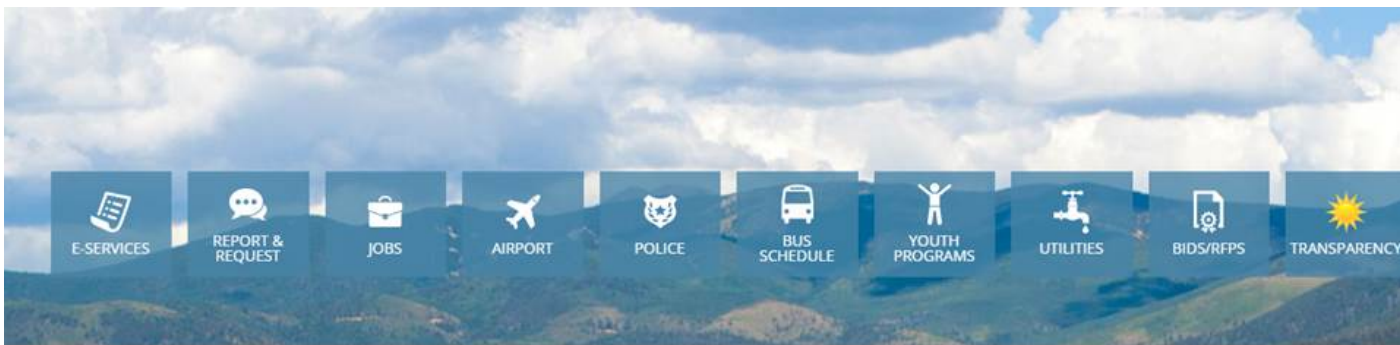 E-SERVICES
REPORT &
REQUEST
JOBS
AIRPORT
POLICE
BUS
SCHEDULE
YOUTH
PROGRAMS
UTILITIES
BIDS/RFPS
TRANSPARENCY